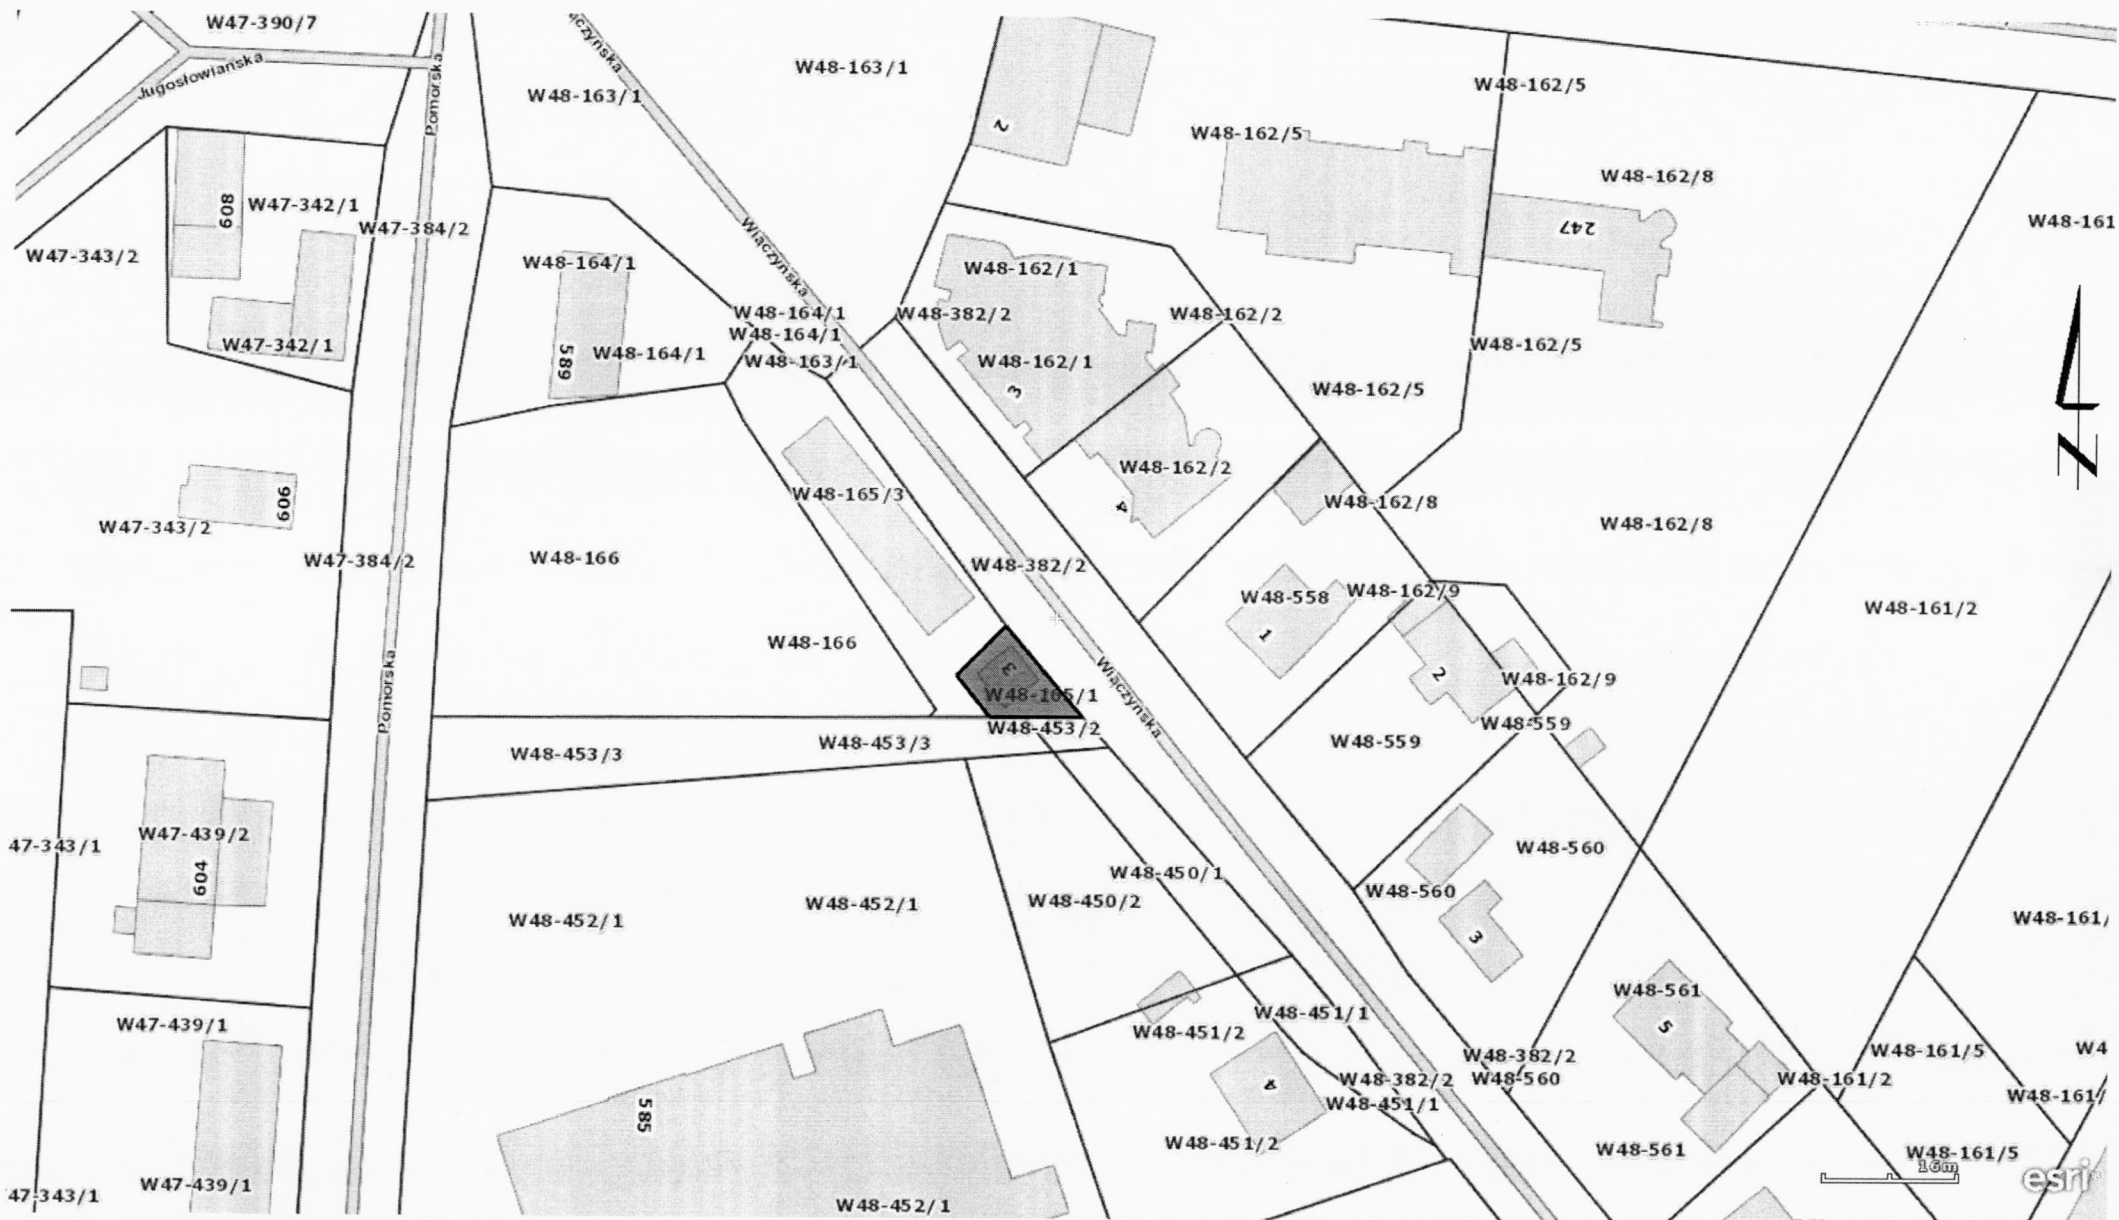 W47-390/7
Jugosłowiańska
Pomorska
W48-163/1
W48-163/1
2
W48-162/5
W48-162/5
W48-162/8
247
W48-161
608
W47-342/1
W47-384/2
W47-343/2
W47-342/1
W48-164/1
589
W48-164/1
Wiączyńska
W48-164/1
W48-164/1
W48-163/1
W48-382/2
W48-162/1
W48-162/1
3
W48-162/2
W48-162/5
W48-162/5
W48-162/2
4
W48-162/8
W48-162/8
N
606
W47-343/2
W47-384/2
W48-166
W48-165/3
W48-382/2
W48-558
1
W48-162/9
W48-161/2
W48-166
Pomorska
3
W48-165/1
Wiączyńska
2
W48-162/9
W48-559
W48-559
W48-453/2
W48-453/3
W48-453/3
47-343/1
W47-439/2
604
W48-452/1
W48-452/1
W48-450/1
W48-450/2
W48-560
W48-560
3
W48-161/
W48-561
5
W48-451/1
W48-451/2
W47-439/1
W48-382/2
W48-560
W48-382/2
W48-451/1
W48-161/2
W48-161/5
W4
W48-161/
585
4
W48-451/2
W48-561
W48-161/5
16m
esri
47-343/1
W47-439/1
W48-452/1